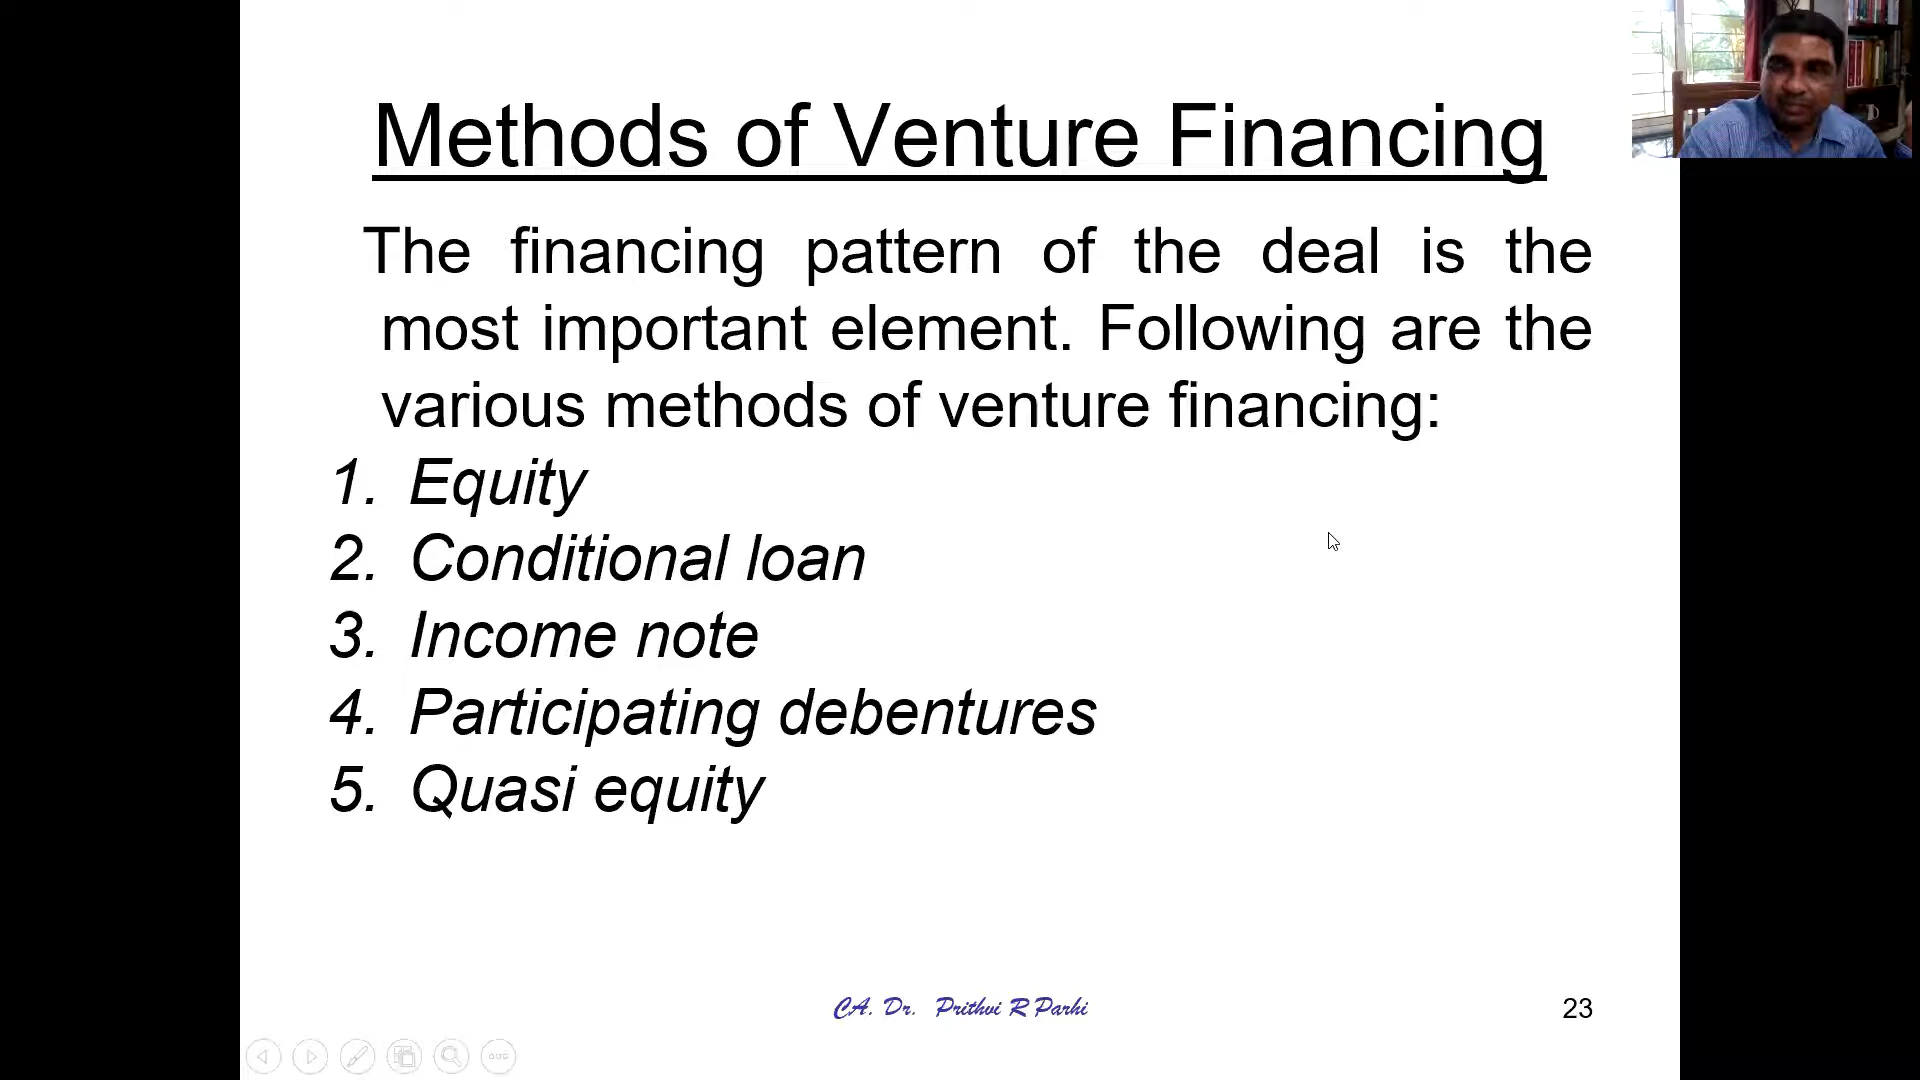 Methods of Venture Financing
The financing pattern of the deal is the
most important element. Following are the
various methods of venture financing:
1. Equity
2. Conditional loan
3. Income note
4. Participating debentures
5. Quasi equity
CA. Dr. Prithvi R Parhi
23